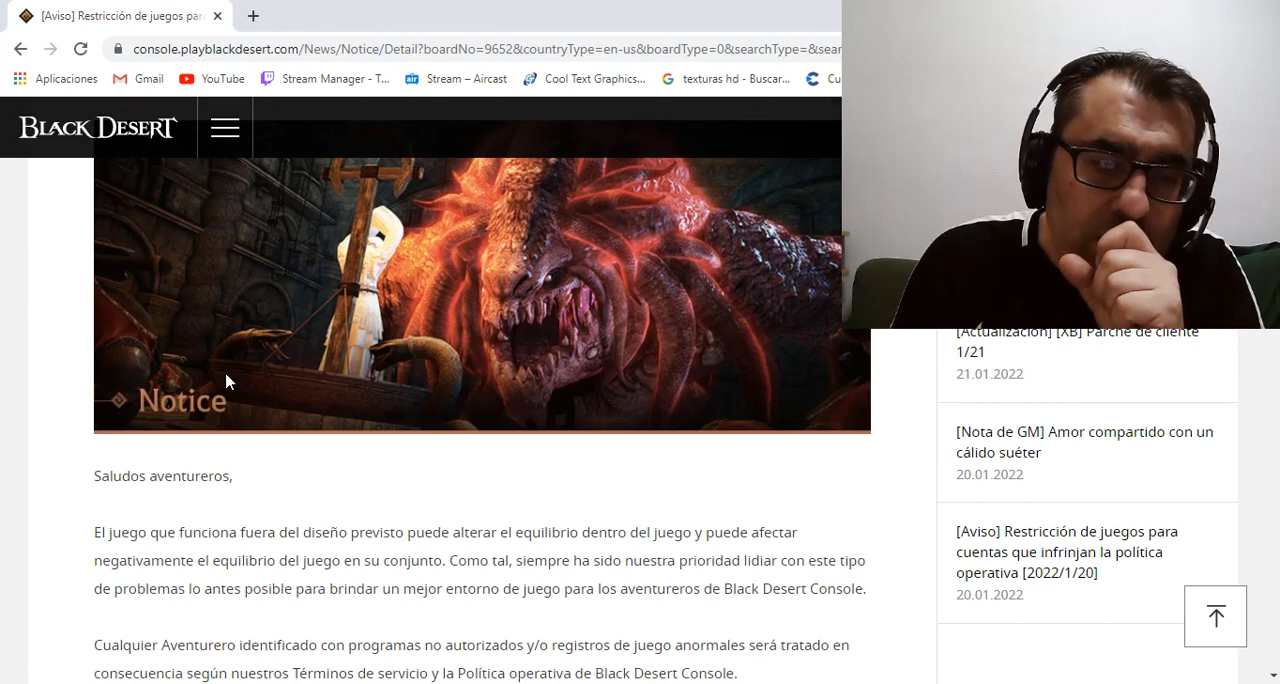 [Aviso] Restricción de juegos par
console.playblackdesert.com/News/Notice/Detail?boardNo=9652&countryType=en-us&boardType=0&searchType=&sear
Aplicaciones Gmail YouTube Stream Manager - T... Stream – Aircast Cool Text Graphics... texturas hd - Buscar... Cu
BLACK DESERT
Notice
Saludos aventureros,
El juego que funciona fuera del diseño previsto puede alterar el equilibrio dentro del juego y puede afectar
negativamente el equilibrio del juego en su conjunto. Como tal, siempre ha sido nuestra prioridad lidiar con este tipo
de problemas lo antes posible para brindar un mejor entorno de juego para los aventureros de Black Desert Console.
Cualquier Aventurero identificado con programas no autorizados y/o registros de juego anormales será tratado en
consecuencia según nuestros Términos de servicio y la Política operativa de Black Desert Console.
[Actualización] [XB] Parche de cliente
1/21
21.01.2022
[Nota de GM] Amor compartido con un
cálido suéter
20.01.2022
[Aviso] Restricción de juegos para
cuentas que infrinjan la política
operativa [2022/1/20]
20.01.2022